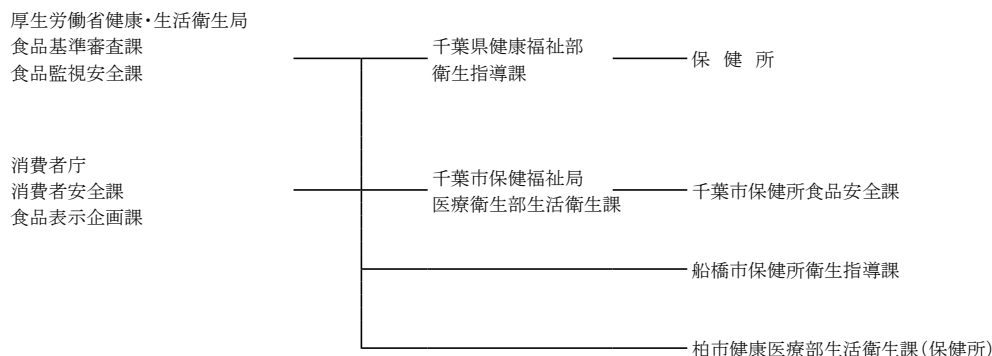 厚生労働省健康・生活衛生局
食品基準審査課
食品監視安全課
千葉県健康福祉部
衛生指導課
保健所
消費者庁
消費者安全課
食品表示企画課
千葉市保健福祉局
医療衛生部生活衛生課
千葉市保健所食品安全課
船橋市保健所衛生指導課
柏市健康医療部生活衛生課(保健所)